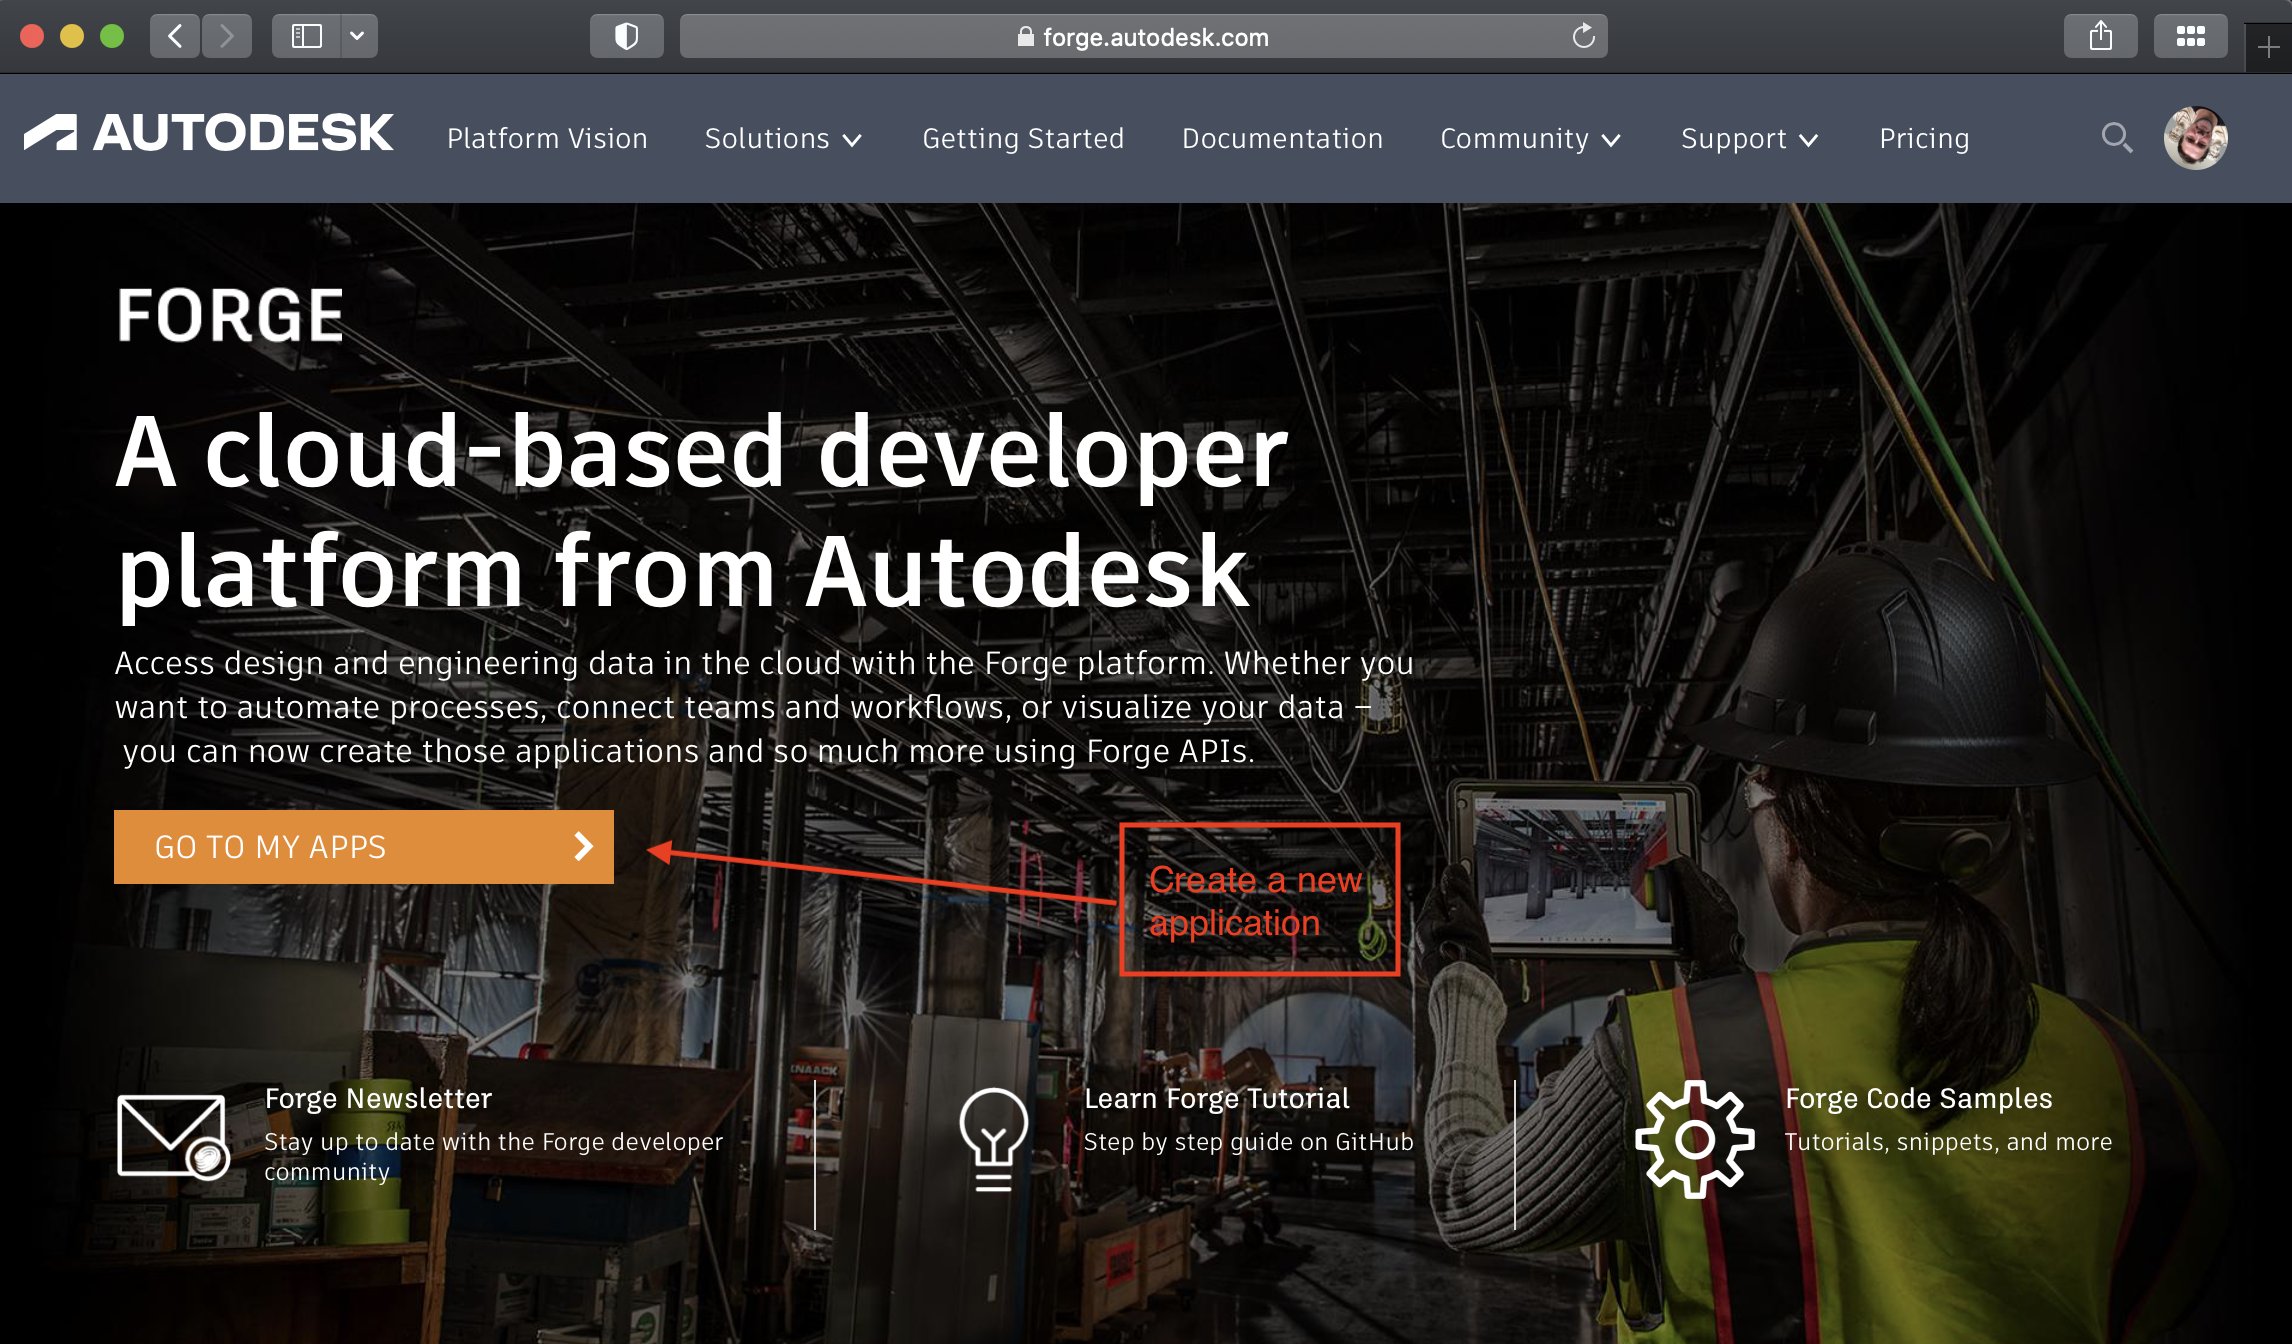 forge.autodesk.com
AUTODESK
Platform Vision
Solutions
Getting Started
Documentation
Community
Support
Pricing
FORGE
A cloud-based developer
platform from Autodesk
Access design and engineering data in the cloud with the Forge platform. Whether you
want to automate processes, connect teams and workflows, or visualize your data –
you can now create those applications and so much more using Forge APIs.
GO TO MY APPS
Create a new
application
KNAACK
Forge Newsletter
Stay up to date with the Forge developer
community
Learn Forge Tutorial
Step by step guide on GitHub
Forge Code Samples
Tutorials, snippets, and more